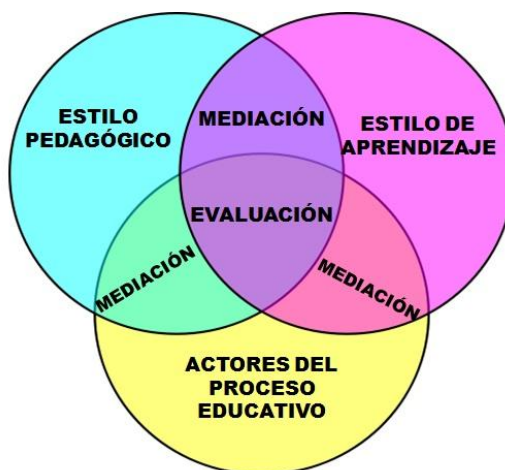 ESTILO
PEDAGÓGICO
MEDIACIÓN
ESTILO DE
APRENDIZAJE
EVALUACIÓN
MEDIACIÓN
MEDIACIÓN
ACTORES DEL
PROCESO
EDUCATIVO